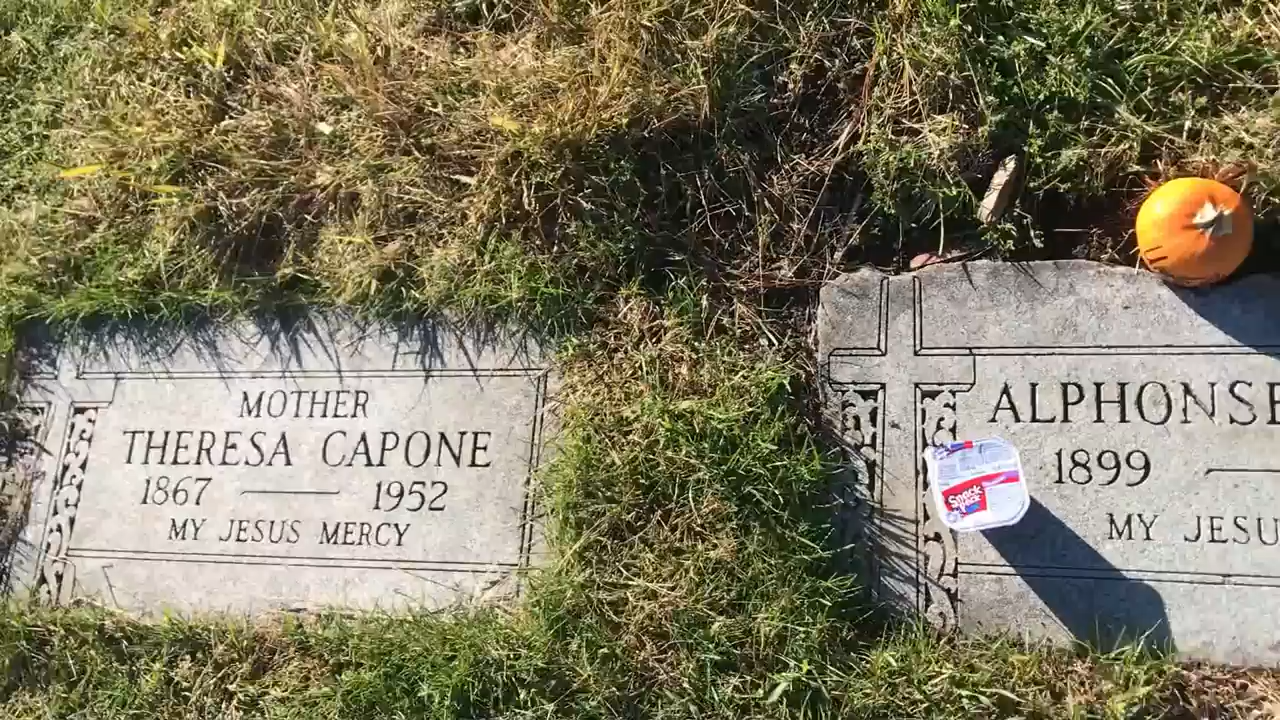 MOTHER
THERESA CAPONE
1867 — 1952
MY JESUS MERCY
ALPHONSE
1899 —
MY JESU
Snack
Pack